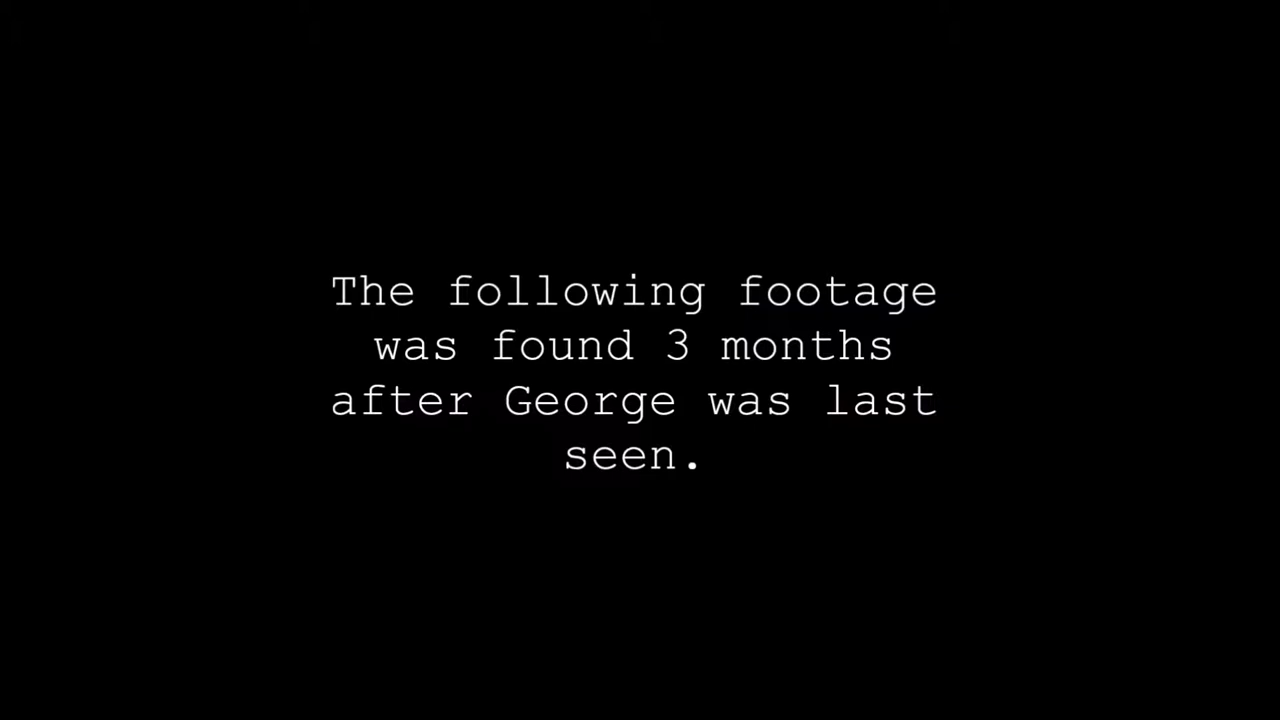 The following footage
was found 3 months
after George was last
seen.